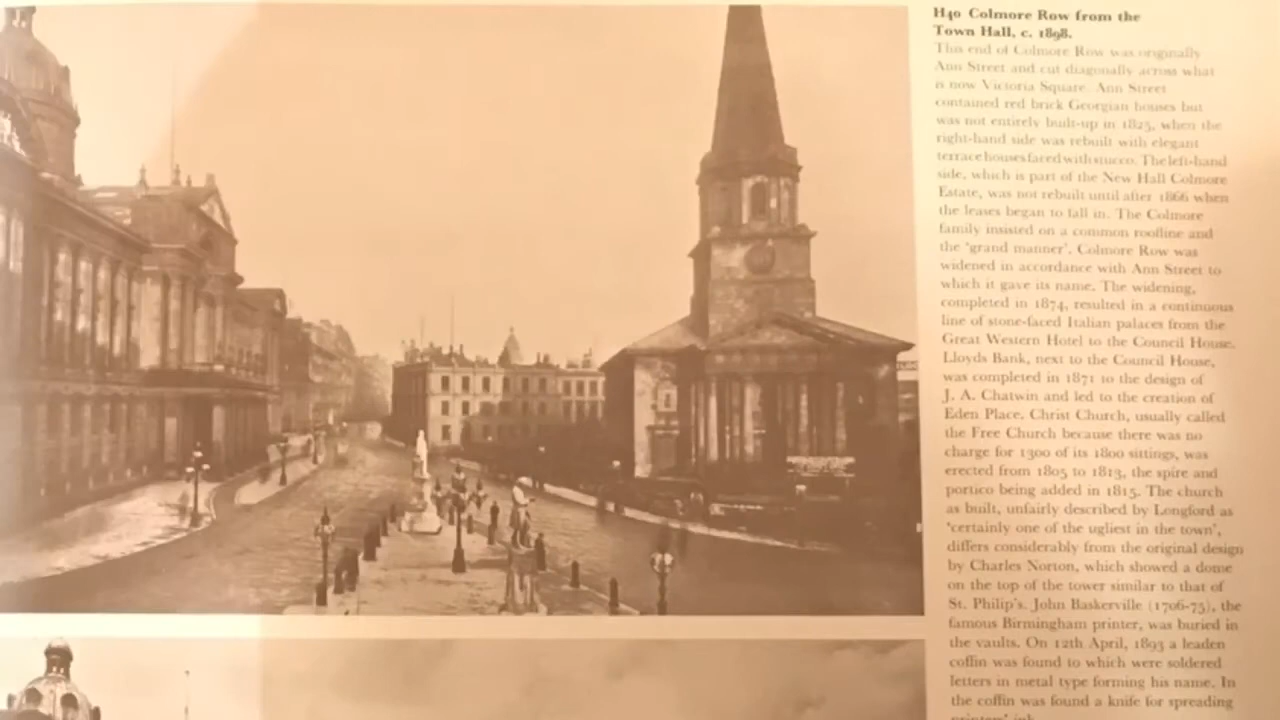 H40 Colmore Row from the
Town Hall, c. 1898.
This end of Colmore Row was originally
Ann Street and cut diagonally across what
is now Victoria Square. Ann Street
contained red brick Georgian houses but
was not entirely built-up in 1825, when the
right-hand side was rebuilt with elegant
terrace houses faced with stucco. The left-hand
side, which is part of the New Hall Colmore
Estate, was not rebuilt until after 1866 when
the leases began to fall in. The Colmore
family insisted on a common roofline and
the 'grand manner'. Colmore Row was
widened in accordance with Ann Street to
which it gave its name. The widening,
completed in 1874, resulted in a continuous
line of stone-faced Italian palaces from the
Great Western Hotel to the Council House.
Lloyds Bank, next to the Council House,
was completed in 1871 to the design of
J. A. Chatwin and led to the creation of
Eden Place. Christ Church, usually called
the Free Church because there was no
charge for 1300 of its 1800 sittings, was
erected from 1805 to 1813, the spire and
portico being added in 1815. The church
as built, unfairly described by Longford as
'certainly one of the ugliest in the town',
differs considerably from the original design
by Charles Norton, which showed a dome
on the top of the tower similar to that of
St. Philip's. John Baskerville (1706-75), the
famous Birmingham printer, was buried in
the vaults. On 12th April, 1893 a leaden
coffin was found to which were soldered
letters in metal type forming his name. In
the coffin was found a knife for spreading
printers' ink